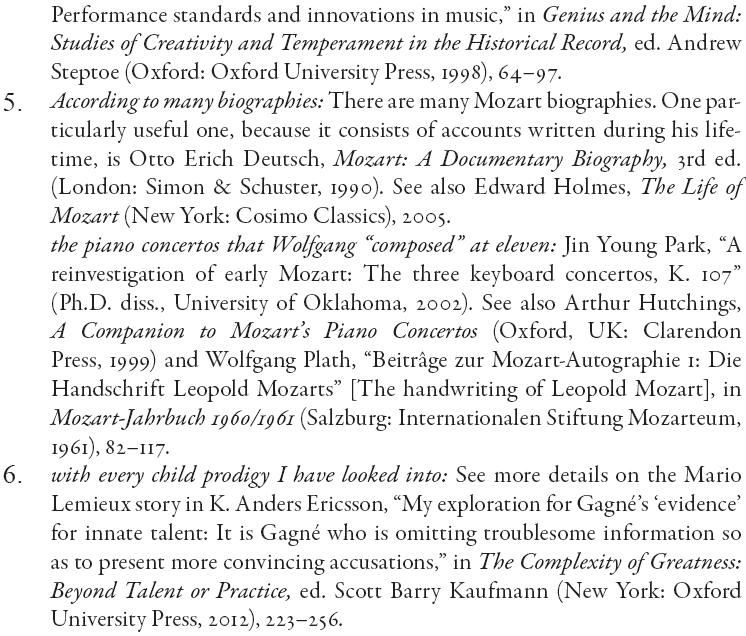 Performance standards and innovations in music,” in Genius and the Mind:
Studies of Creativity and Temperament in the Historical Record, ed. Andrew
Steptoe (Oxford: Oxford University Press, 1998), 64–97.
5. According to many biographies: There are many Mozart biographies. One par-
ticularly useful one, because it consists of accounts written during his life-
time, is Otto Erich Deutsch, Mozart: A Documentary Biography, 3rd ed.
(London: Simon & Schuster, 1990). See also Edward Holmes, The Life of
Mozart (New York: Cosimo Classics), 2005.
the piano concertos that Wolfgang “composed” at eleven: Jin Young Park, “A
reinvestigation of early Mozart: The three keyboard concertos, K. 107”
(Ph.D. diss., University of Oklahoma, 2002). See also Arthur Hutchings,
A Companion to Mozart’s Piano Concertos (Oxford, UK: Clarendon
Press, 1999) and Wolfgang Plath, “Beitrâge zur Mozart-Autographie 1: Die
Handschrift Leopold Mozarts” [The handwriting of Leopold Mozart], in
Mozart-Jahrbuch 1960/1961 (Salzburg: Internationalen Stiftung Mozarteum,
1961), 82–117.
6. with every child prodigy I have looked into: See more details on the Mario
Lemieux story in K. Anders Ericsson, “My exploration for Gagné’s ‘evidence’
for innate talent: It is Gagné who is omitting troublesome information so
as to present more convincing accusations,” in The Complexity of Greatness:
Beyond Talent or Practice, ed. Scott Barry Kaufmann (New York: Oxford
University Press, 2012), 223–256.